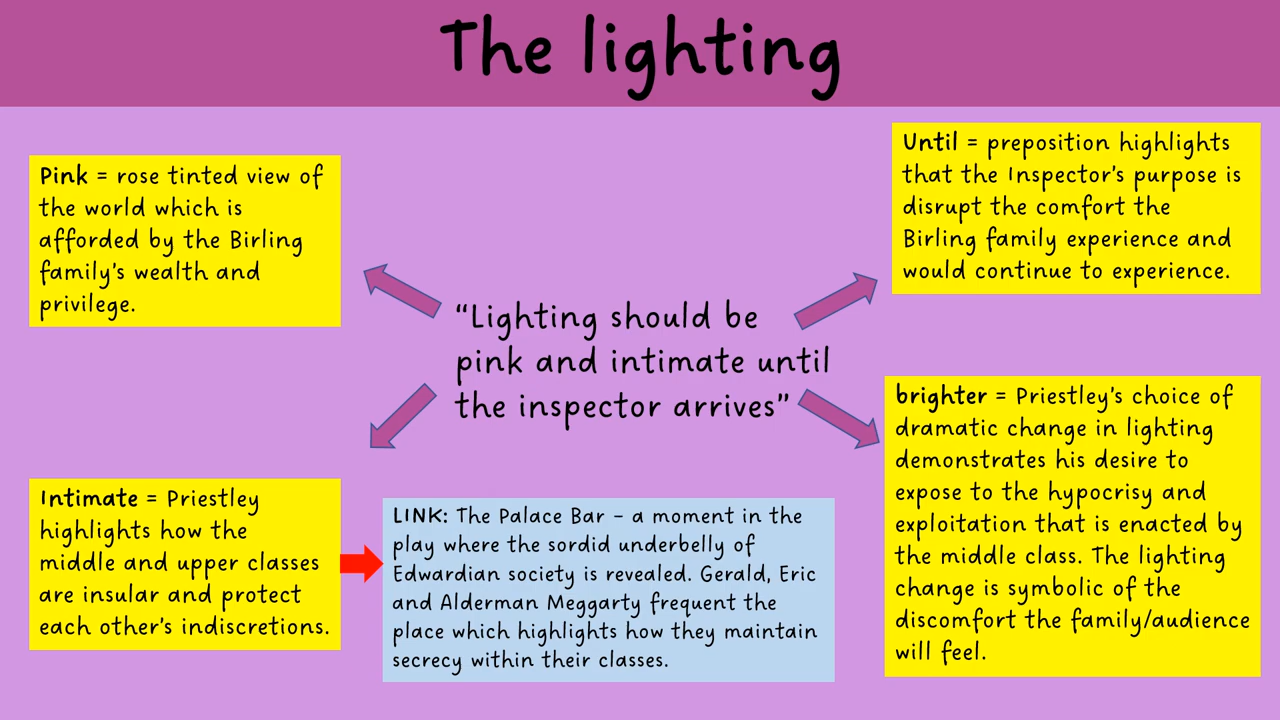 The lighting
Pink = rose tinted view of
the world which is
afforded by the Birling
family's wealth and
privilege.
Until = preposition highlights
that the Inspector's purpose is
disrupt the comfort the
Birling family experience and
would continue to experience.
"Lighting should be
pink and intimate until
the inspector arrives"
Intimate = Priestley
highlights how the
middle and upper classes
are insular and protect
each other's indiscretions.
LINK: The Palace Bar – a moment in the
play where the sordid underbelly of
Edwardian society is revealed. Gerald, Eric
and Alderman Meggarty frequent the
place which highlights how they maintain
secrecy within their classes.
brighter = Priestley's choice of
dramatic change in lighting
demonstrates his desire to
expose to the hypocrisy and
exploitation that is enacted by
the middle class. The lighting
change is symbolic of the
discomfort the family/audience
will feel.